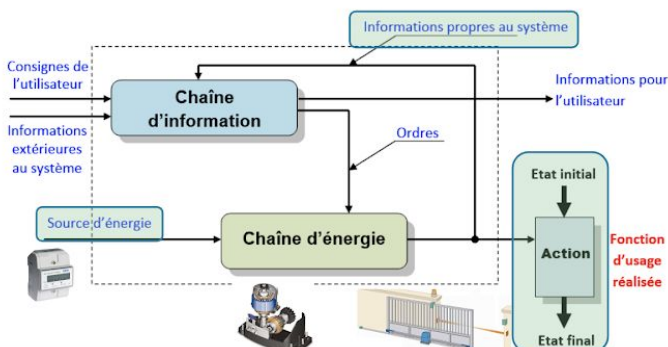 Informations propres au système
Consignes de
l'utilisateur
Chaîne
d'information
Informations pour
l'utilisateur
Informations
extérieures
au système
Ordres
Etat initial
Source d'énergie
Chaîne d'énergie
Action
Fonction
d'usage
réalisée
Etat final